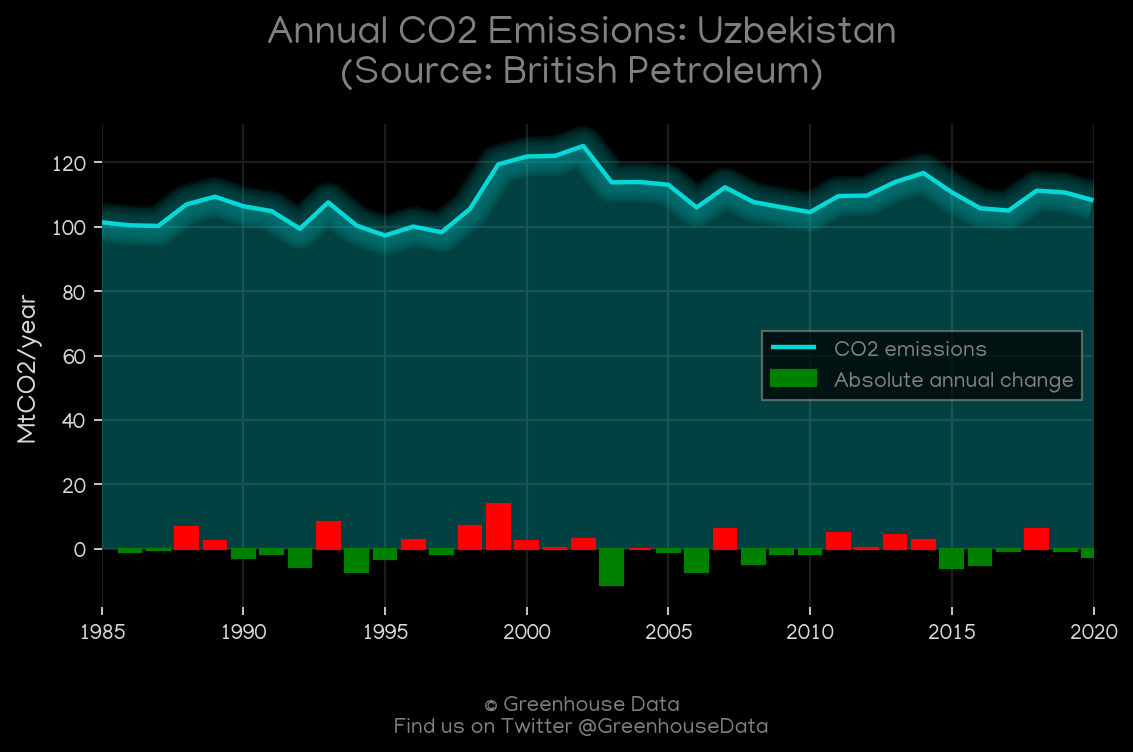 Annual CO2 Emissions: Uzbekistan
(Source: British Petroleum)
120
100
80
60
40
20
0
MtCO2/year
CO2 emissions
Absolute annual change
1985 1990 1995 2000 2005 2010 2015 2020
© Greenhouse Data
Find us on Twitter @GreenhouseData